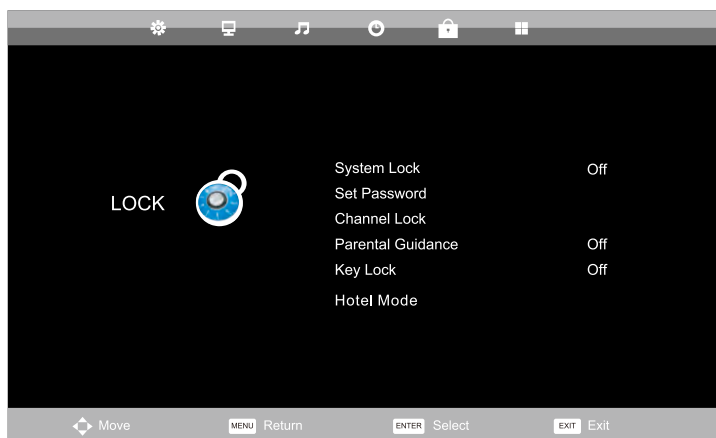 LOCK
System Lock Off
Set Password
Channel Lock
Parental Guidance Off
Key Lock Off
Hotel Mode
Move MENU Return ENTER Select EXIT Exit